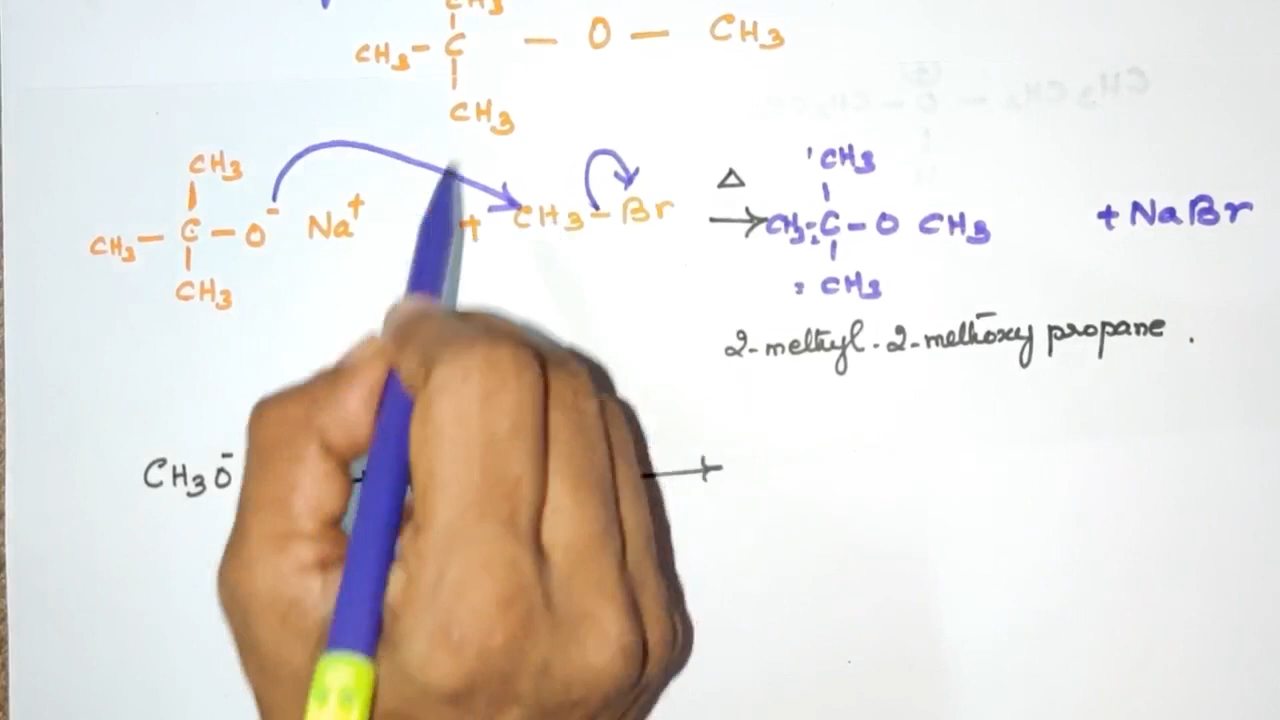 CH3
CH3 - C - O - CH3
CH3
CH3
CH3 - C - O⁻ Na⁺ + CH3 - Br △ → CH3 - C - O CH3 + NaBr
CH3
CH3
CH3
2-methyl-2-methoxy propane.
CH3O⁻ →